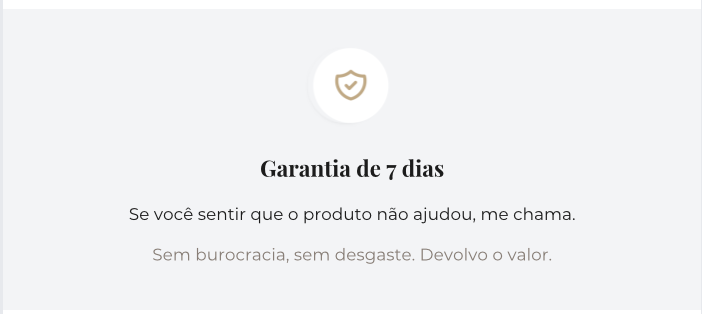 Garantia de 7 dias
Se você sentir que o produto não ajudou, me chama.
Sem burocracia, sem desgaste. Devolvo o valor.